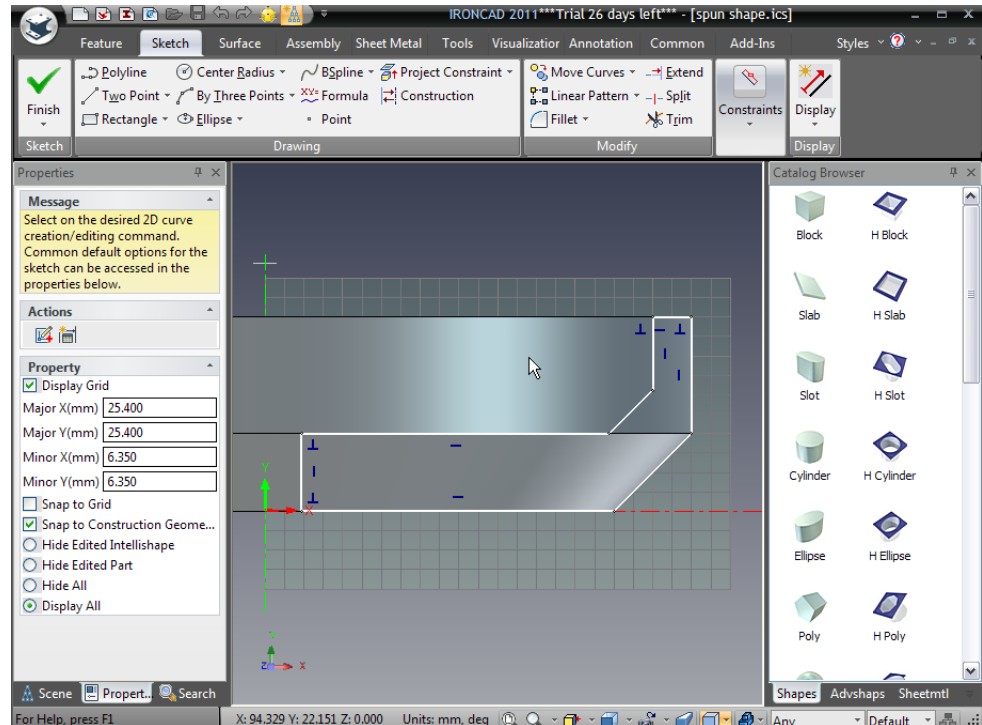 IRONCAD 2011***Trial 26 days left*** - [spun shape.ics]
Feature Sketch Surface Assembly Sheet Metal Tools Visualizatior Annotation Common Add-Ins Styles
Polyline Center Radius BSpline Project Constraint Move Curves Extend
Two Point By Three Points XY= Formula Construction Linear Pattern Split
Finish Constraints Display
Rectangle Ellipse Point Fillet Trim
Sketch Drawing Modify Display
Properties
Message
Select on the desired 2D curve
creation/editing command.
Common default options for the
sketch can be accessed in the
properties below.
Actions
Property
Display Grid
Major X(mm) 25.400
Major Y(mm) 25.400
Minor X(mm) 6.350
Minor Y(mm) 6.350
Snap to Grid
Snap to Construction Geome...
Hide Edited Intellishape
Hide Edited Part
Hide All
Display All
Scene Propert... Search
Y
X
Z X
Catalog Browser
Block H Block
Slab H Slab
Slot H Slot
Cylinder H Cylinder
Ellipse H Ellipse
Poly H Poly
Shapes Advshaps Sheetmtl
For Help, press F1 X: 94.329 Y: 22.151 Z: 0.000 Units: mm, deg Any Default